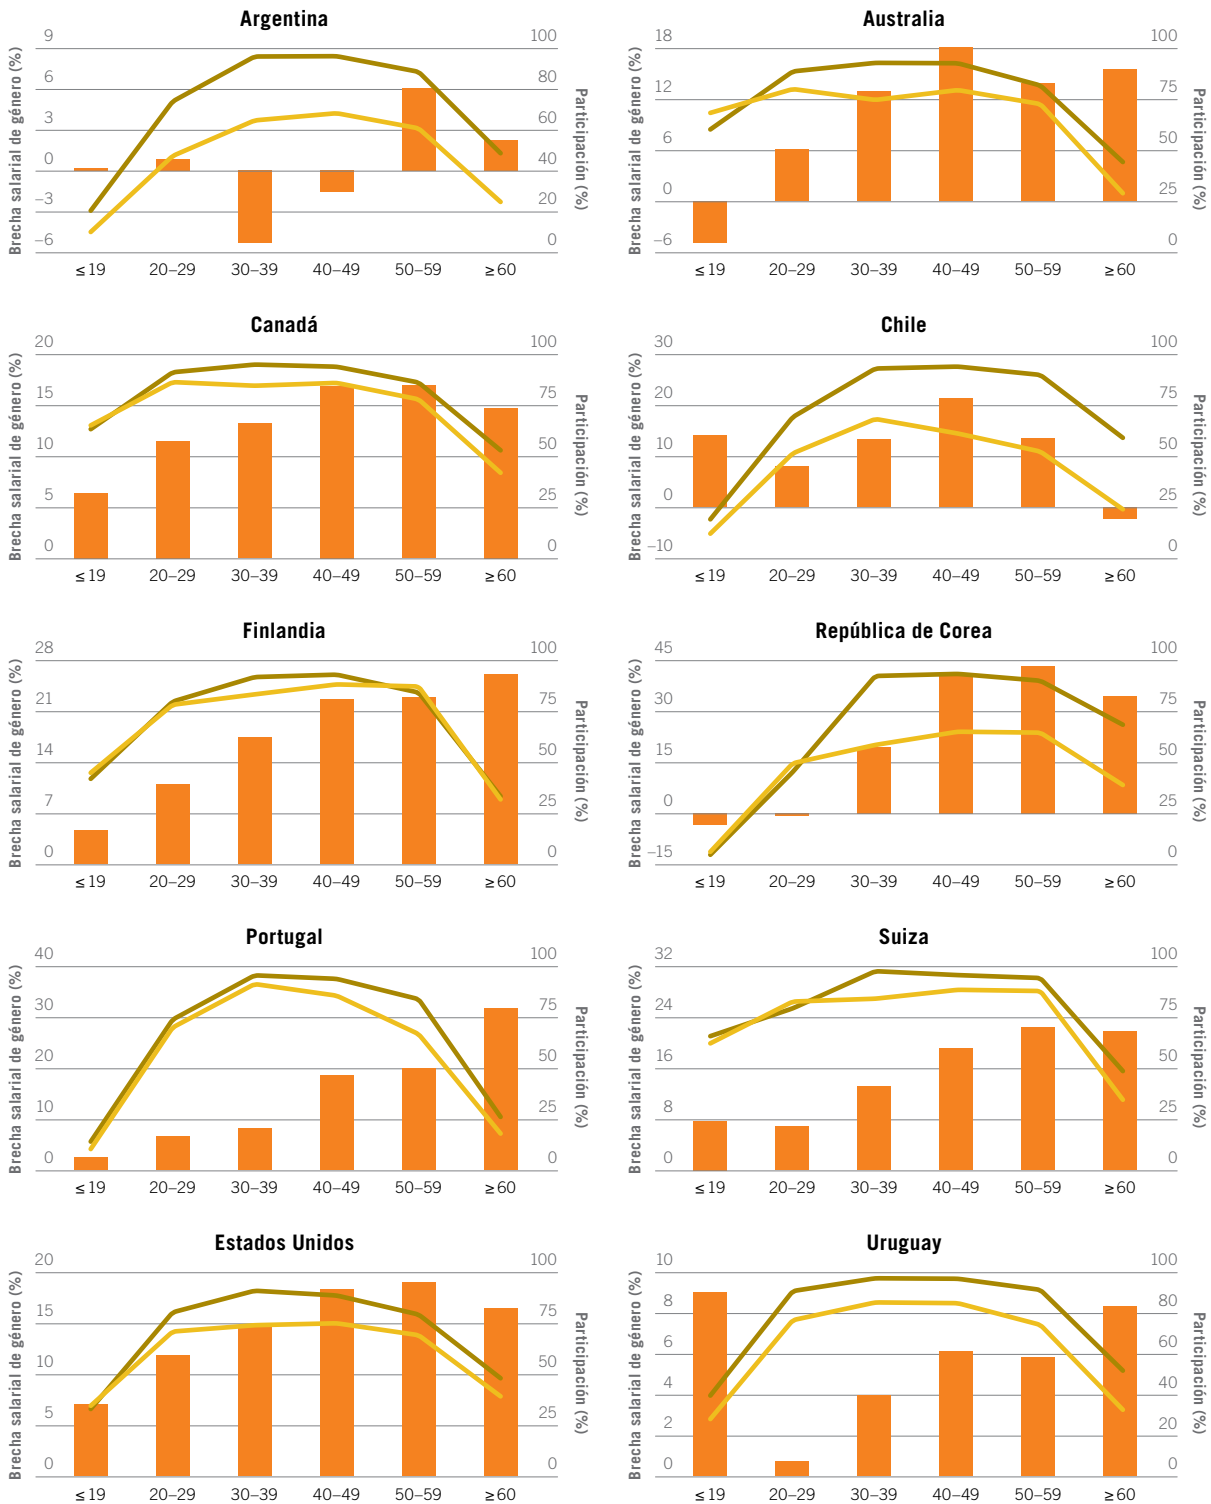 Argentina
Brecha salarial de género (%)
9
6
3
0
–3
–6
100
80
60
40
20
0
Participación (%)
≤ 19 20–29 30–39 40–49 50–59 ≥ 60
Australia
Brecha salarial de género (%)
18
12
6
0
–6
100
75
50
25
0
Participación (%)
≤ 19 20–29 30–39 40–49 50–59 ≥ 60
Canadá
Brecha salarial de género (%)
20
15
10
5
0
100
75
50
25
0
Participación (%)
≤ 19 20–29 30–39 40–49 50–59 ≥ 60
Chile
Brecha salarial de género (%)
30
20
10
0
–10
100
75
50
25
0
Participación (%)
≤ 19 20–29 30–39 40–49 50–59 ≥ 60
Finlandia
Brecha salarial de género (%)
28
21
14
7
0
100
75
50
25
0
Participación (%)
≤ 19 20–29 30–39 40–49 50–59 ≥ 60
República de Corea
Brecha salarial de género (%)
45
30
15
0
–15
100
75
50
25
0
Participación (%)
≤ 19 20–29 30–39 40–49 50–59 ≥ 60
Portugal
Brecha salarial de género (%)
40
30
20
10
0
100
75
50
25
0
Participación (%)
≤ 19 20–29 30–39 40–49 50–59 ≥ 60
Suiza
Brecha salarial de género (%)
32
24
16
8
0
100
75
50
25
0
Participación (%)
≤ 19 20–29 30–39 40–49 50–59 ≥ 60
Estados Unidos
Brecha salarial de género (%)
20
15
10
5
0
100
75
50
25
0
Participación (%)
≤ 19 20–29 30–39 40–49 50–59 ≥ 60
Uruguay
Brecha salarial de género (%)
10
8
6
4
2
0
100
80
60
40
20
0
Participación (%)
≤ 19 20–29 30–39 40–49 50–59 ≥ 60